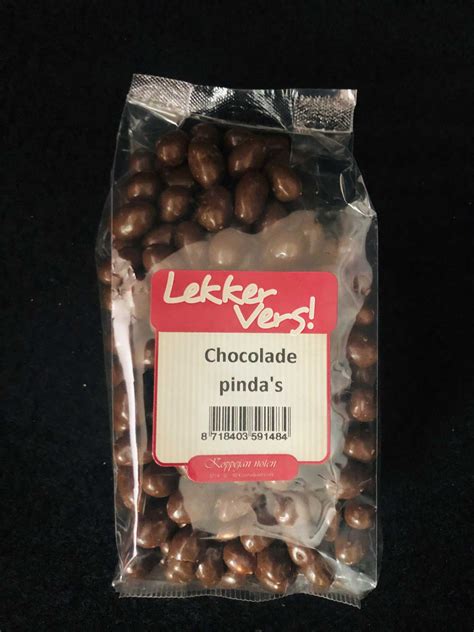 Lekker
Vers!
Chocolade
pinda's
8 718403 591484
Koppejan noten